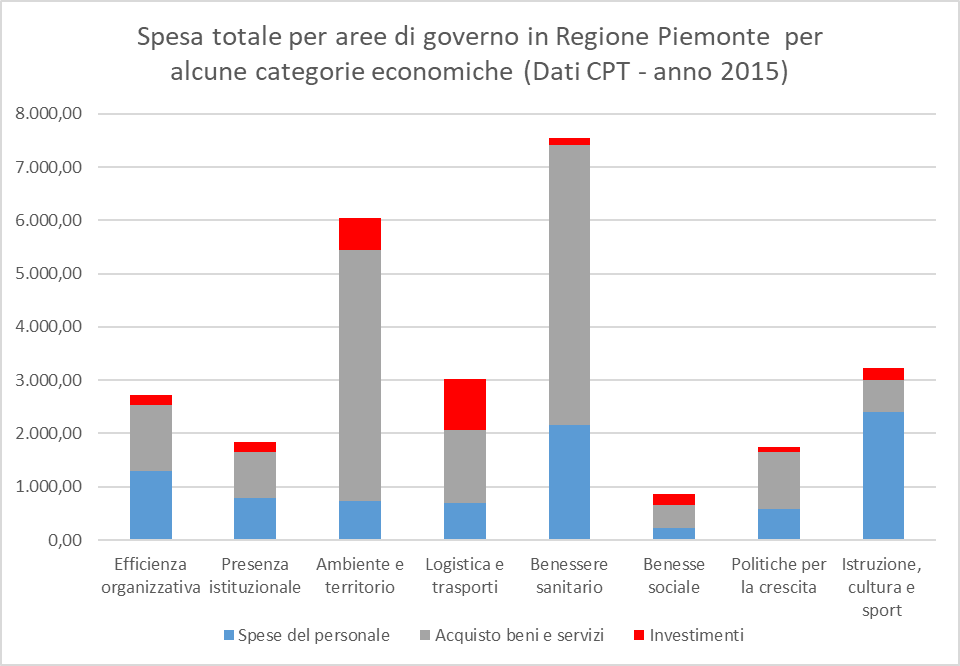 Spesa totale per aree di governo in Regione Piemonte per
alcune categorie economiche (Dati CPT - anno 2015)
8.000,00
7.000,00
6.000,00
5.000,00
4.000,00
3.000,00
2.000,00
1.000,00
0,00
Efficienza
organizzativa
Presenza
istituzionale
Ambiente e
territorio
Logistica e
trasporti
Benessere
sanitario
Benesse
sociale
Politiche per
la crescita
Istruzione,
cultura e
sport
Spese del personale
Acquisto beni e servizi
Investimenti